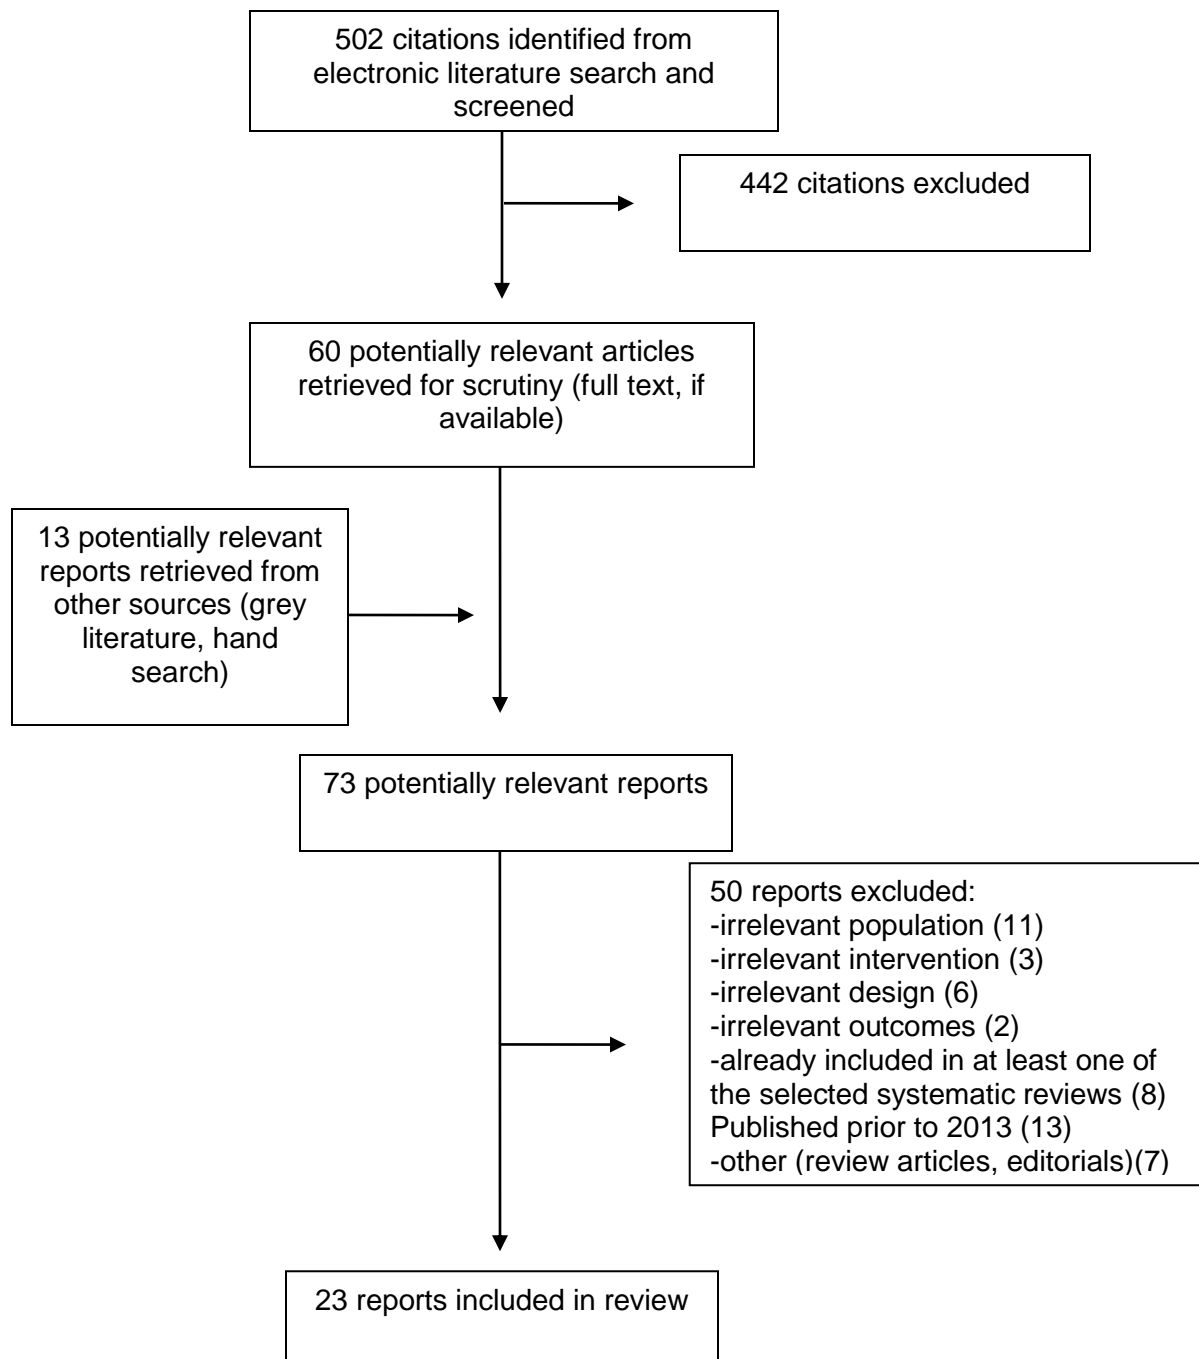 502 citations identified from
electronic literature search and
screened
442 citations excluded
60 potentially relevant articles
retrieved for scrutiny (full text, if
available)
13 potentially relevant
reports retrieved from
other sources (grey
literature, hand
search)
73 potentially relevant reports
50 reports excluded:
-irrelevant population (11)
-irrelevant intervention (3)
-irrelevant design (6)
-irrelevant outcomes (2)
-already included in at least one of
the selected systematic reviews (8)
Published prior to 2013 (13)
-other (review articles, editorials)(7)
23 reports included in review